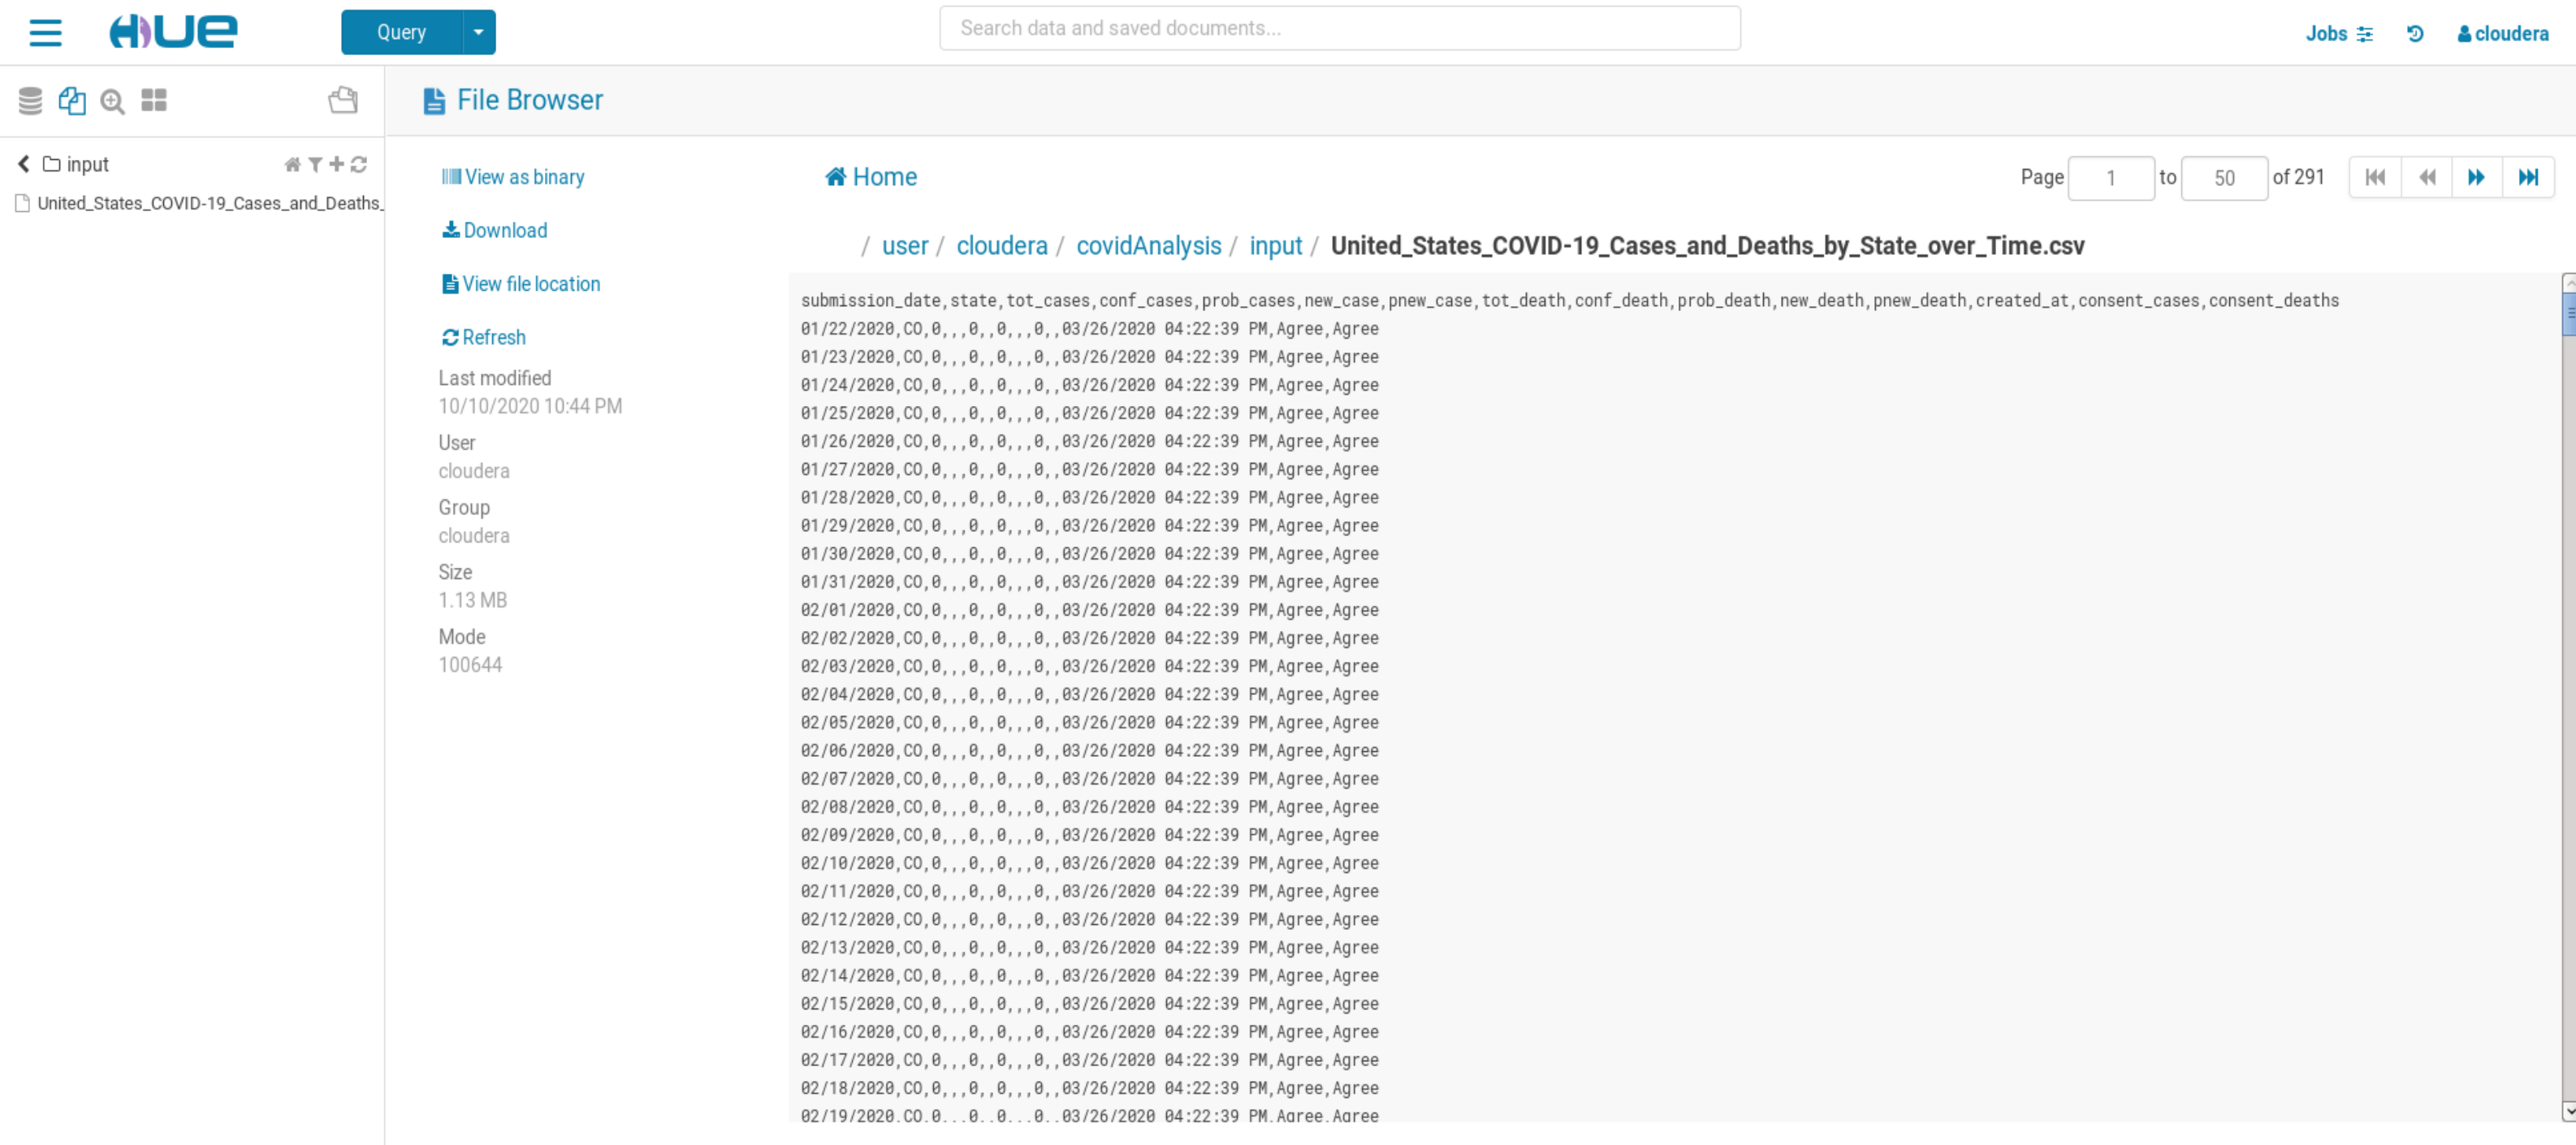 HUE
Query
Search data and saved documents...
Jobs
cloudera
File Browser
input
United_States_COVID-19_Cases_and_Deaths_
View as binary
Download
View file location
Refresh
Last modified
10/10/2020 10:44 PM
User
cloudera
Group
cloudera
Size
1.13 MB
Mode
100644
Home
Page 1 to 50 of 291
/ user / cloudera / covidAnalysis / input / United_States_COVID-19_Cases_and_Deaths_by_State_over_Time.csv
submission_date,state,tot_cases,conf_cases,prob_cases,new_case,pnew_case,tot_death,conf_death,prob_death,new_death,pnew_death,created_at,consent_cases,consent_deaths
01/22/2020,CO,0,,,0,,0,,,0,,03/26/2020 04:22:39 PM,Agree,Agree
01/23/2020,CO,0,,,0,,0,,,0,,03/26/2020 04:22:39 PM,Agree,Agree
01/24/2020,CO,0,,,0,,0,,,0,,03/26/2020 04:22:39 PM,Agree,Agree
01/25/2020,CO,0,,,0,,0,,,0,,03/26/2020 04:22:39 PM,Agree,Agree
01/26/2020,CO,0,,,0,,0,,,0,,03/26/2020 04:22:39 PM,Agree,Agree
01/27/2020,CO,0,,,0,,0,,,0,,03/26/2020 04:22:39 PM,Agree,Agree
01/28/2020,CO,0,,,0,,0,,,0,,03/26/2020 04:22:39 PM,Agree,Agree
01/29/2020,CO,0,,,0,,0,,,0,,03/26/2020 04:22:39 PM,Agree,Agree
01/30/2020,CO,0,,,0,,0,,,0,,03/26/2020 04:22:39 PM,Agree,Agree
01/31/2020,CO,0,,,0,,0,,,0,,03/26/2020 04:22:39 PM,Agree,Agree
02/01/2020,CO,0,,,0,,0,,,0,,03/26/2020 04:22:39 PM,Agree,Agree
02/02/2020,CO,0,,,0,,0,,,0,,03/26/2020 04:22:39 PM,Agree,Agree
02/03/2020,CO,0,,,0,,0,,,0,,03/26/2020 04:22:39 PM,Agree,Agree
02/04/2020,CO,0,,,0,,0,,,0,,03/26/2020 04:22:39 PM,Agree,Agree
02/05/2020,CO,0,,,0,,0,,,0,,03/26/2020 04:22:39 PM,Agree,Agree
02/06/2020,CO,0,,,0,,0,,,0,,03/26/2020 04:22:39 PM,Agree,Agree
02/07/2020,CO,0,,,0,,0,,,0,,03/26/2020 04:22:39 PM,Agree,Agree
02/08/2020,CO,0,,,0,,0,,,0,,03/26/2020 04:22:39 PM,Agree,Agree
02/09/2020,CO,0,,,0,,0,,,0,,03/26/2020 04:22:39 PM,Agree,Agree
02/10/2020,CO,0,,,0,,0,,,0,,03/26/2020 04:22:39 PM,Agree,Agree
02/11/2020,CO,0,,,0,,0,,,0,,03/26/2020 04:22:39 PM,Agree,Agree
02/12/2020,CO,0,,,0,,0,,,0,,03/26/2020 04:22:39 PM,Agree,Agree
02/13/2020,CO,0,,,0,,0,,,0,,03/26/2020 04:22:39 PM,Agree,Agree
02/14/2020,CO,0,,,0,,0,,,0,,03/26/2020 04:22:39 PM,Agree,Agree
02/15/2020,CO,0,,,0,,0,,,0,,03/26/2020 04:22:39 PM,Agree,Agree
02/16/2020,CO,0,,,0,,0,,,0,,03/26/2020 04:22:39 PM,Agree,Agree
02/17/2020,CO,0,,,0,,0,,,0,,03/26/2020 04:22:39 PM,Agree,Agree
02/18/2020,CO,0,,,0,,0,,,0,,03/26/2020 04:22:39 PM,Agree,Agree
02/19/2020,CO,0,,,0,,0,,,0,,03/26/2020 04:22:39 PM,Agree,Agree